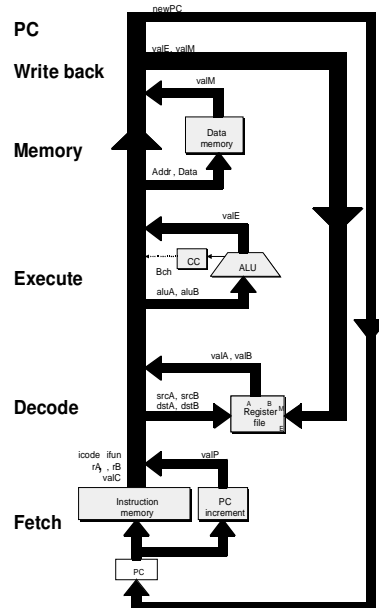 newPC
PC
valE, valM
Write back
valM
Data
memory
Memory
Addr, Data
valE
CC
ALU
Bch
Execute
aluA, aluB
valA, valB
srcA, srcB
dstA, dstB
A B M
Register
file
E
Decode
icode ifun
rA, , rB
valC
valP
Instruction
memory
PC
increment
Fetch
PC